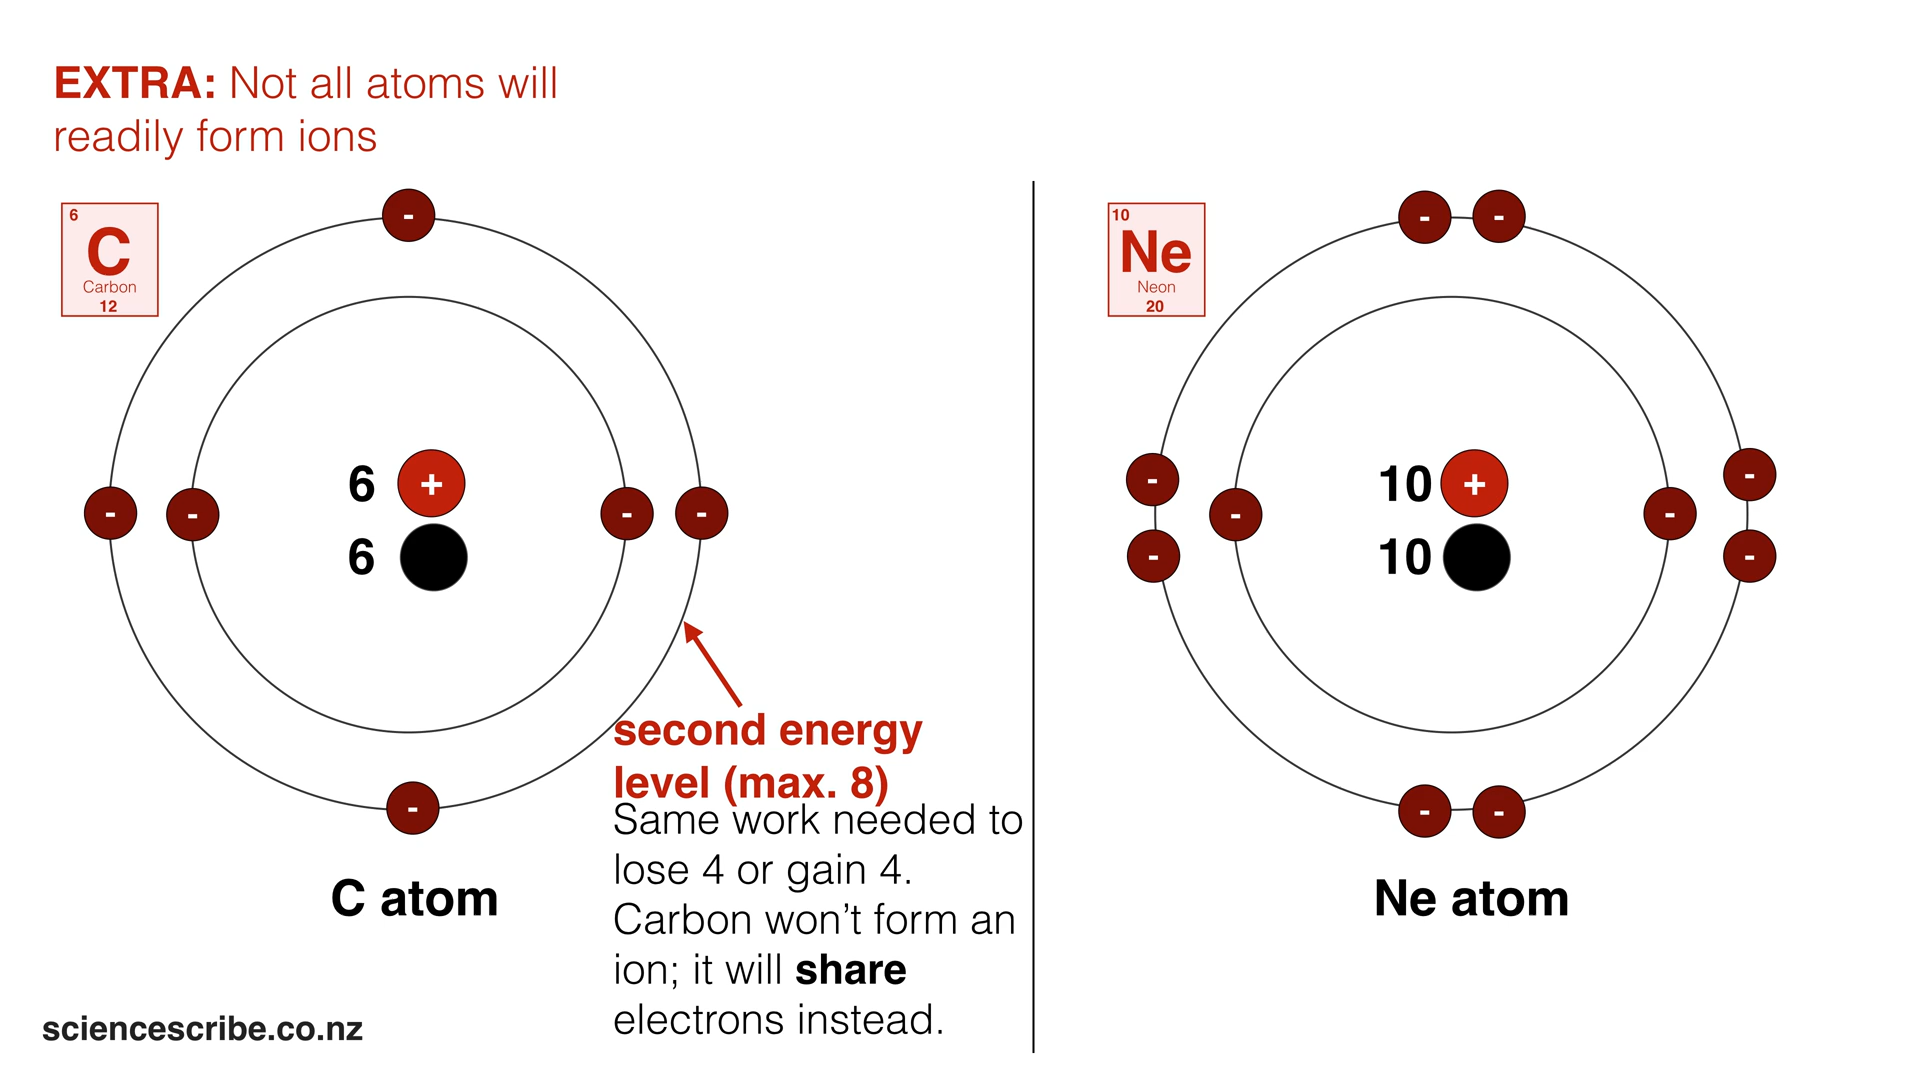 EXTRA: Not all atoms will
readily form ions
6
C
Carbon
12
-
-
-
-
-
-
6 +
6
second energy
level (max. 8)
Same work needed to
lose 4 or gain 4.
Carbon won’t form an
ion; it will share
electrons instead.
C atom
10
Ne
Neon
20
-
-
-
-
-
-
-
-
-
-
10 +
10
Ne atom
sciencescribe.co.nz